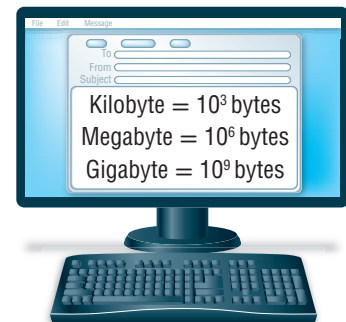 File Edit Message
To
From
Subject
Kilobyte = 10³ bytes
Megabyte = 10⁶ bytes
Gigabyte = 10⁹ bytes